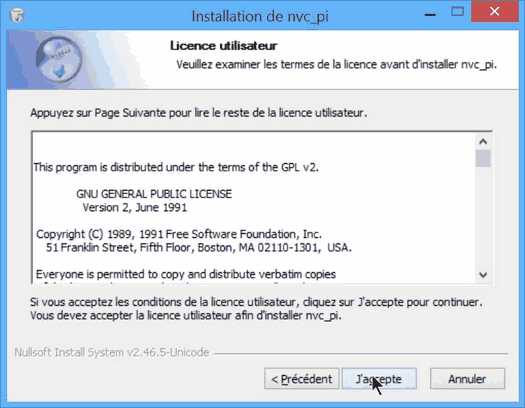 Installation de nvc_pi
Licence utilisateur
Veuillez examiner les termes de la licence avant d'installer nvc_pi.
Appuyez sur Page Suivante pour lire le reste de la licence utilisateur.
This program is distributed under the terms of the GPL v2.
GNU GENERAL PUBLIC LICENSE
Version 2, June 1991
Copyright (C) 1989, 1991 Free Software Foundation, Inc.
51 Franklin Street, Fifth Floor, Boston, MA 02110-1301, USA.
Everyone is permitted to copy and distribute verbatim copies
Si vous acceptez les conditions de la licence utilisateur, cliquez sur J'accepte pour continuer.
Vous devez accepter la licence utilisateur afin d'installer nvc_pi.
Nullsoft Install System v2.46.5-Unicode
< Précédent J'accepte Annuler